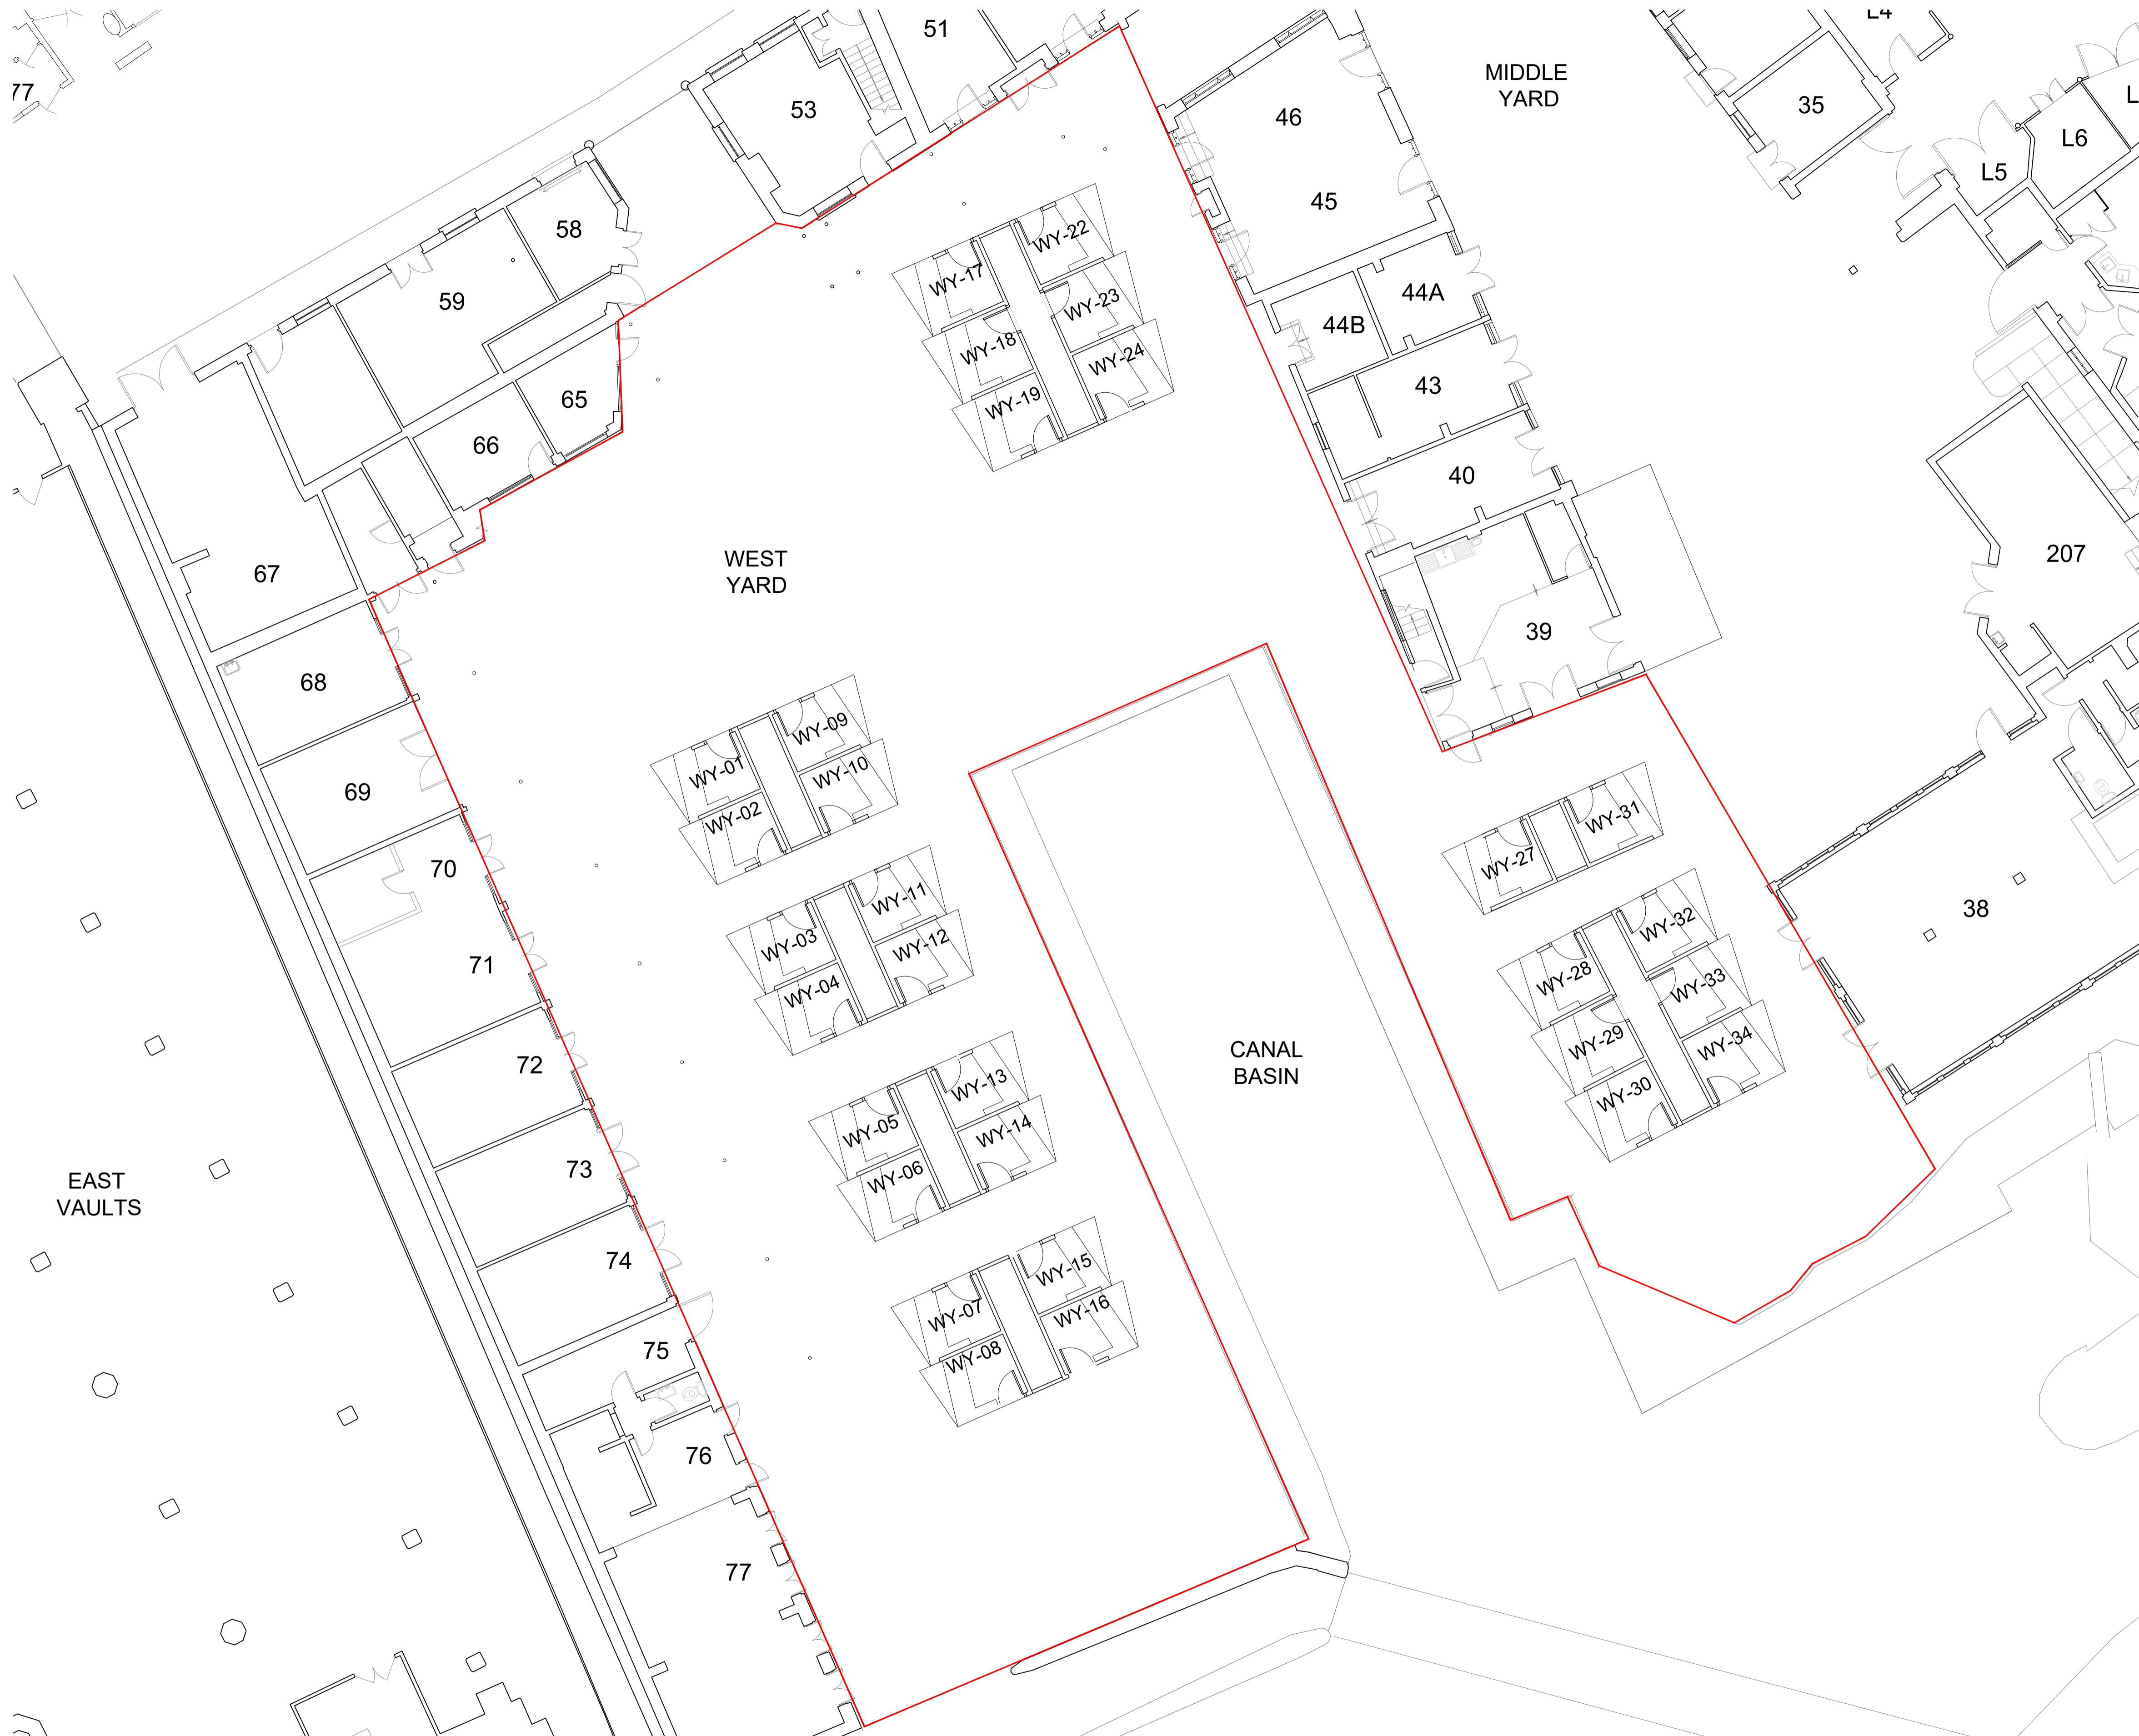 L4
51
77
MIDDLE
YARD
L
53
46
35
L6
L5
45
58
WY-22
WY-17
59
WY-23
44A
44B
WY-18
WY-24
43
65
WY-19
66
40
WEST
YARD
207
67
39
68
WY-09
WY-01
WY-10
69
WY-02
WY-31
WY-27
70
WY-11
38
WY-32
WY-03
WY-12
71
WY-28
WY-33
WY-04
WY-29
WY-34
CANAL
BASIN
72
WY-13
WY-30
WY-05
WY-14
73
WY-06
EAST
VAULTS
74
WY-15
WY-07
WY-16
75
WY-08
76
77